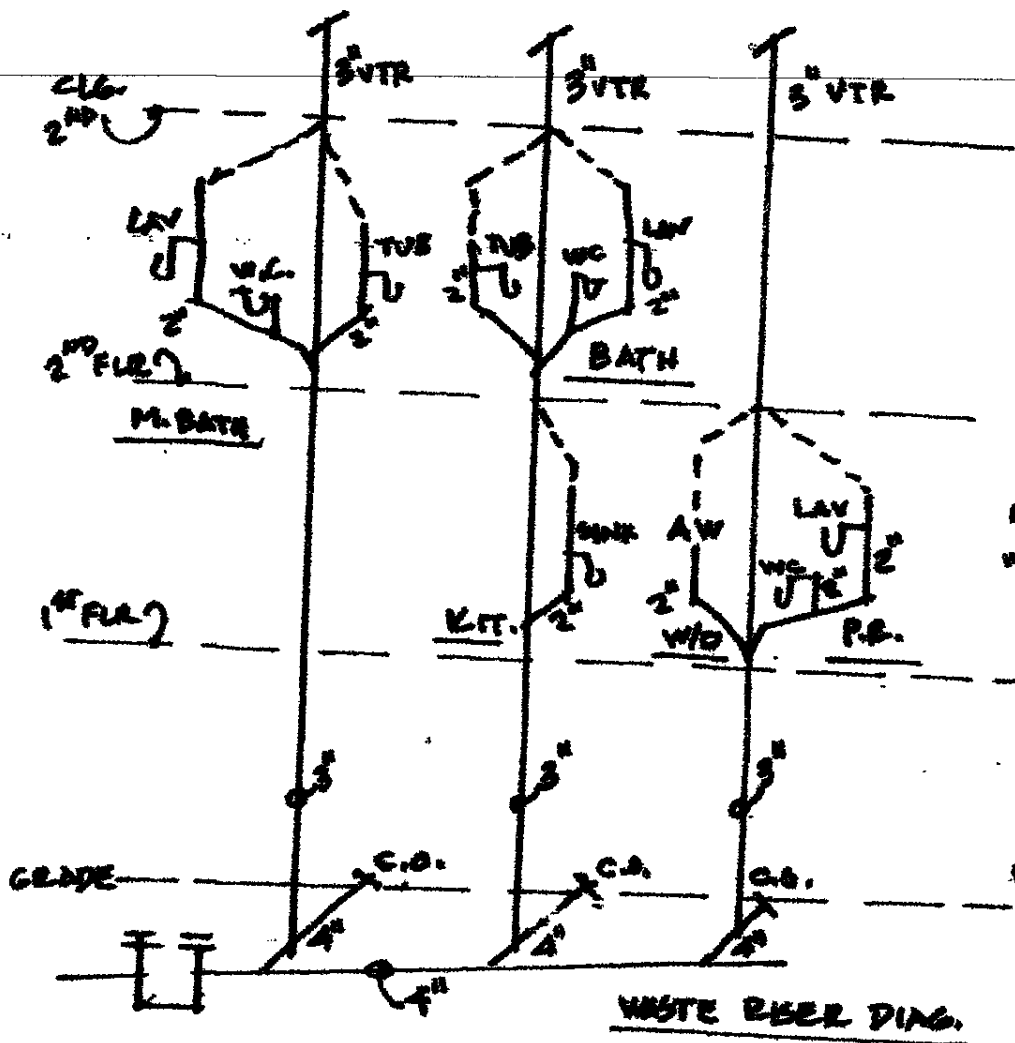 3" VTR
3" VTR
3" VTR
CLG.
2ND
LAV
W.C.
TUB
2"
2"
TUB
WC
LAV
2"
2"
2ND FLR
BATH
M. BATH
SINK
AW
LAV
2"
WC
2"
1ST FLR
KIT.
2"
2"
W/D
P.R.
3"
3"
3"
GRADE
C.O.
C.O.
C.O.
4"
4"
4"
4"
WASTE RISER DIAG.